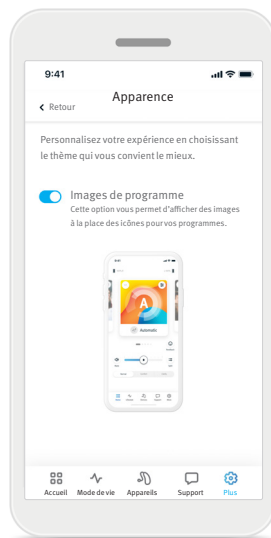 9:41
Retour
Apparence
Personnalisez votre expérience en choisissant
le thème qui vous convient le mieux.
Images de programme
Cette option vous permet d'afficher des images
à la place des icônes pour vos programmes.
A
Automatic
Accueil
Mode de vie
Appareils
Support
Plus